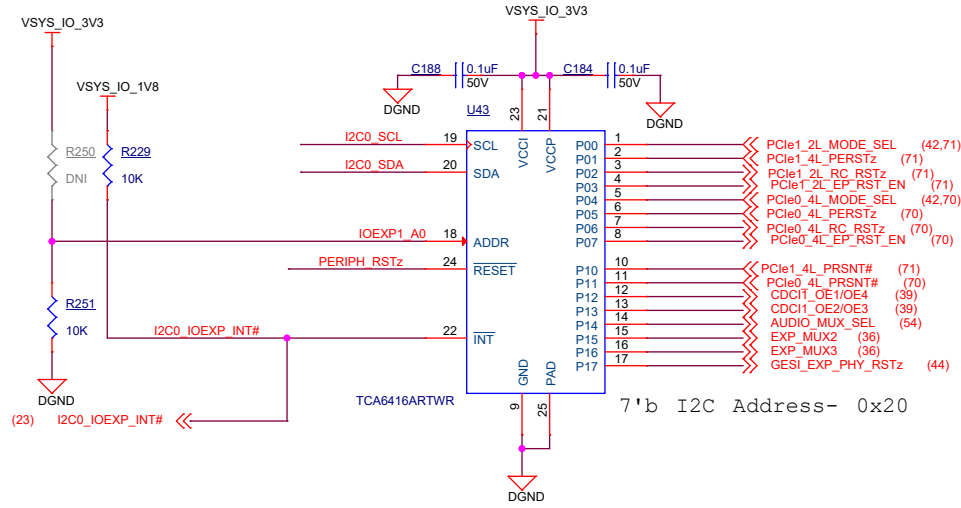 VSYS_IO_3V3
VSYS_IO_3V3
C188
0.1uF
50V
C184
0.1uF
50V
DGND
DGND
VSYS_IO_1V8
U43
23
21
VCCI
VCCP
R250
DNI
R229
10K
I2C0_SCL
19
SCL
I2C0_SDA
20
SDA
IOEXP1_A0
18
ADDR
PERIPH_RSTz
24
RESET
R251
10K
I2C0_IOEXP_INT#
22
INT
DGND
(23) I2C0_IOEXP_INT#
P00 1 PCIe1_2L_MODE_SEL (42,71)
P01 2 PCIe1_4L_PERSTz (71)
P02 3 PCIe1_2L_RC_RSTz (71)
P03 4 PCIe1_2L_EP_RST_EN (71)
P04 5 PCIe0_4L_MODE_SEL (42,70)
P05 6 PCIe0_4L_PERSTz (70)
P06 7 PCIe0_4L_RC_RSTz (70)
P07 8 PCIe0_4L_EP_RST_EN (70)
P10 10 PCIe1_4L_PRSNT# (71)
P11 11 PCIe0_4L_PRSNT# (70)
P12 12 CDCI1_OE1/OE4 (39)
P13 13 CDCI1_OE2/OE3 (39)
P14 14 AUDIO_MUX_SEL (54)
P15 15 EXP_MUX2 (36)
P16 16 EXP_MUX3 (36)
P17 17 GESI_EXP_PHY_RSTz (44)
GND
PAD
9
25
TCA6416ARTWR
7'b I2C Address- 0x20
DGND